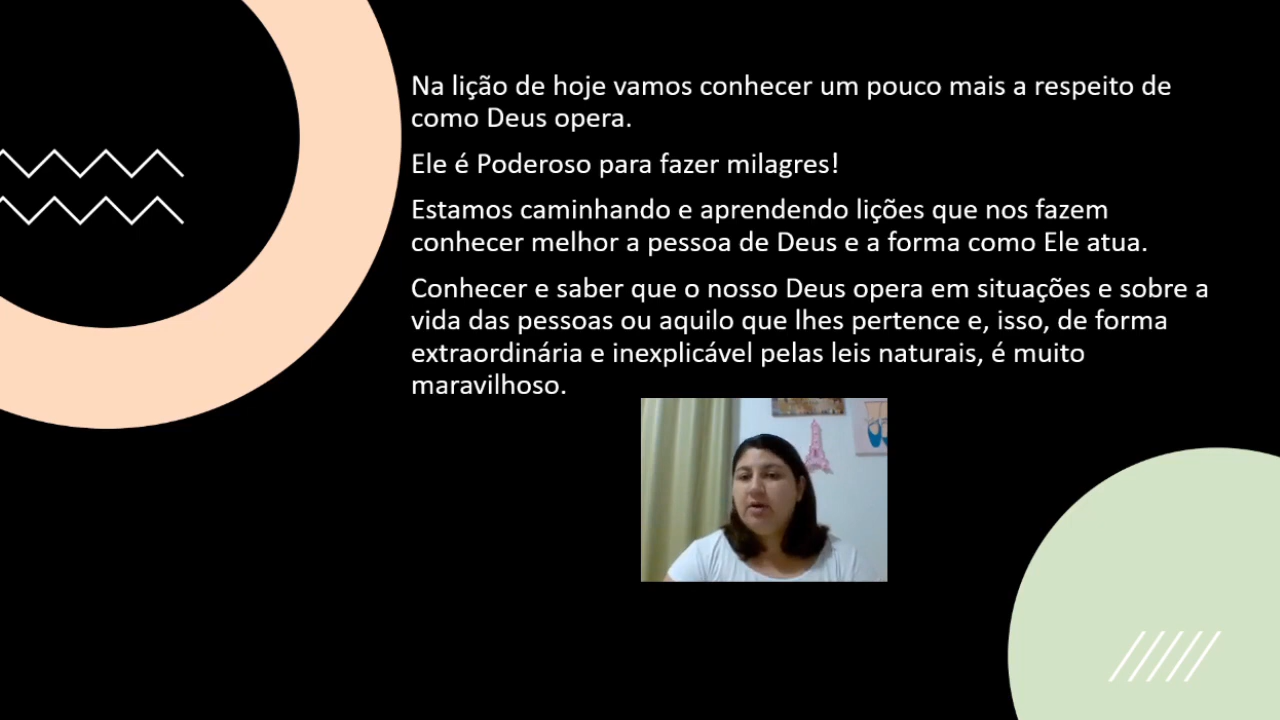 Na lição de hoje vamos conhecer um pouco mais a respeito de
como Deus opera.
Ele é Poderoso para fazer milagres!
Estamos caminhando e aprendendo lições que nos fazem
conhecer melhor a pessoa de Deus e a forma como Ele atua.
Conhecer e saber que o nosso Deus opera em situações e sobre a
vida das pessoas ou aquilo que lhes pertence e, isso, de forma
extraordinária e inexplicável pelas leis naturais, é muito
maravilhoso.